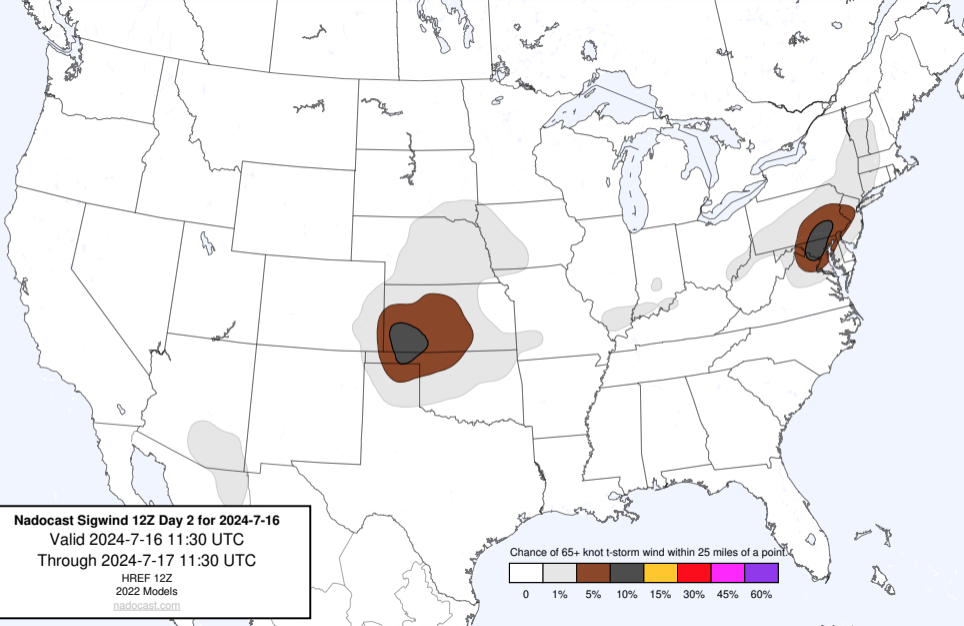 Nadocast Sigwind 12Z Day 2 for 2024-7-16
Valid 2024-7-16 11:30 UTC
Through 2024-7-17 11:30 UTC
HREF 12Z
2022 Models
nadocast.com
Chance of 65+ knot t-storm wind within 25 miles of a point.
0 1% 5% 10% 15% 30% 45% 60%